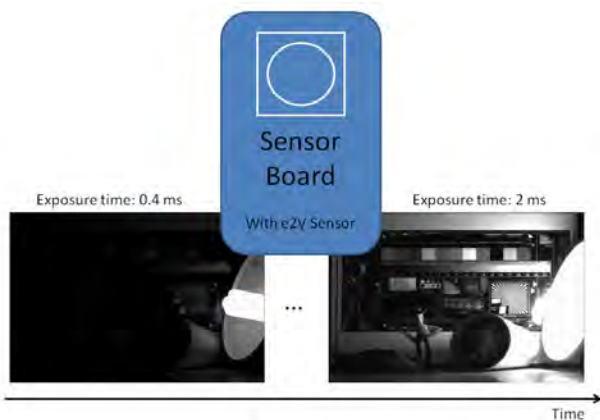 Sensor
Board
Exposure time: 0.4 ms
Exposure time: 2 ms
With e2V Sensor
...
Time